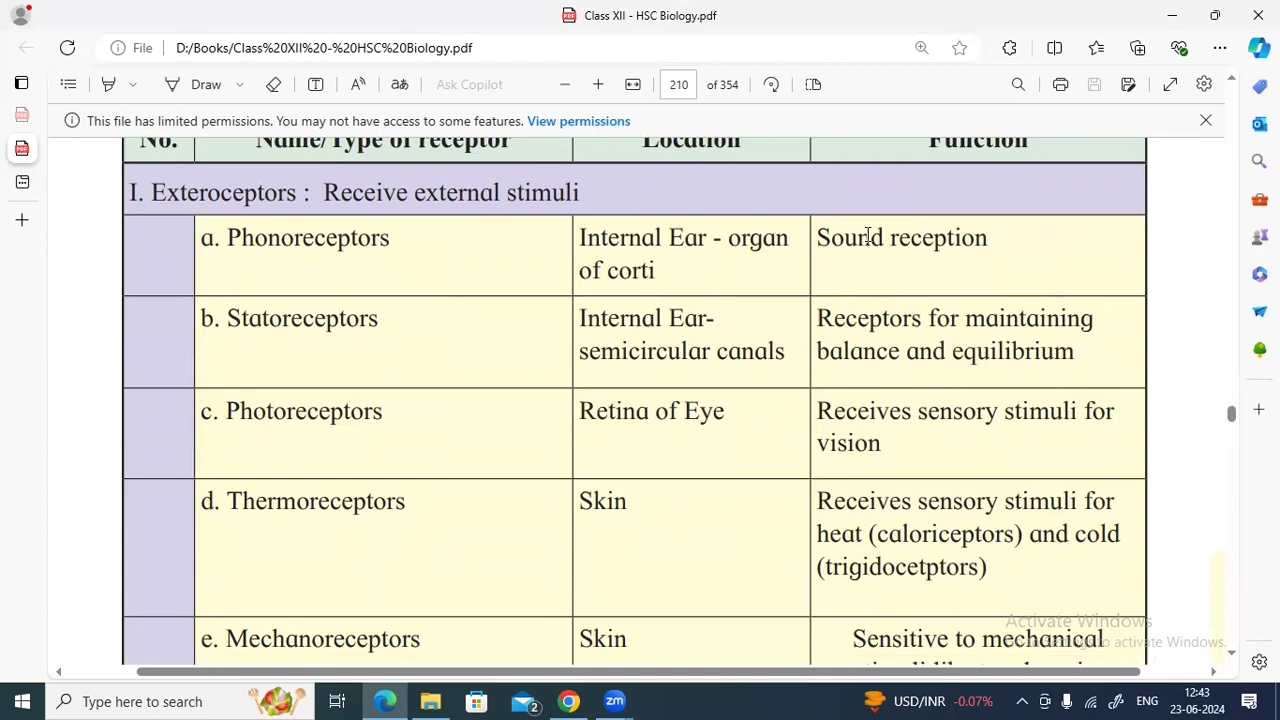 Class XII - HSC Biology.pdf
File D:/Books/Class%20XII%20-%20HSC%20Biology.pdf
Draw Ask Copilot 210 of 354
This file has limited permissions. You may not have access to some features. View permissions
No. Name/Type of receptor Location Function
I. Exteroceptors : Receive external stimuli
a. Phonoreceptors Internal Ear - organ Sound reception
of corti
b. Statoreceptors Internal Ear- Receptors for maintaining
semicircular canals balance and equilibrium
c. Photoreceptors Retina of Eye Receives sensory stimuli for
vision
d. Thermoreceptors Skin Receives sensory stimuli for
heat (caloriceptors) and cold
(trigidocetptors)
Activate Windows
e. Mechanoreceptors Skin Sensitive to mechanical
to activate Windows.
Type here to search 2 USD/INR -0.07% ENG 12:43
23-06-2024